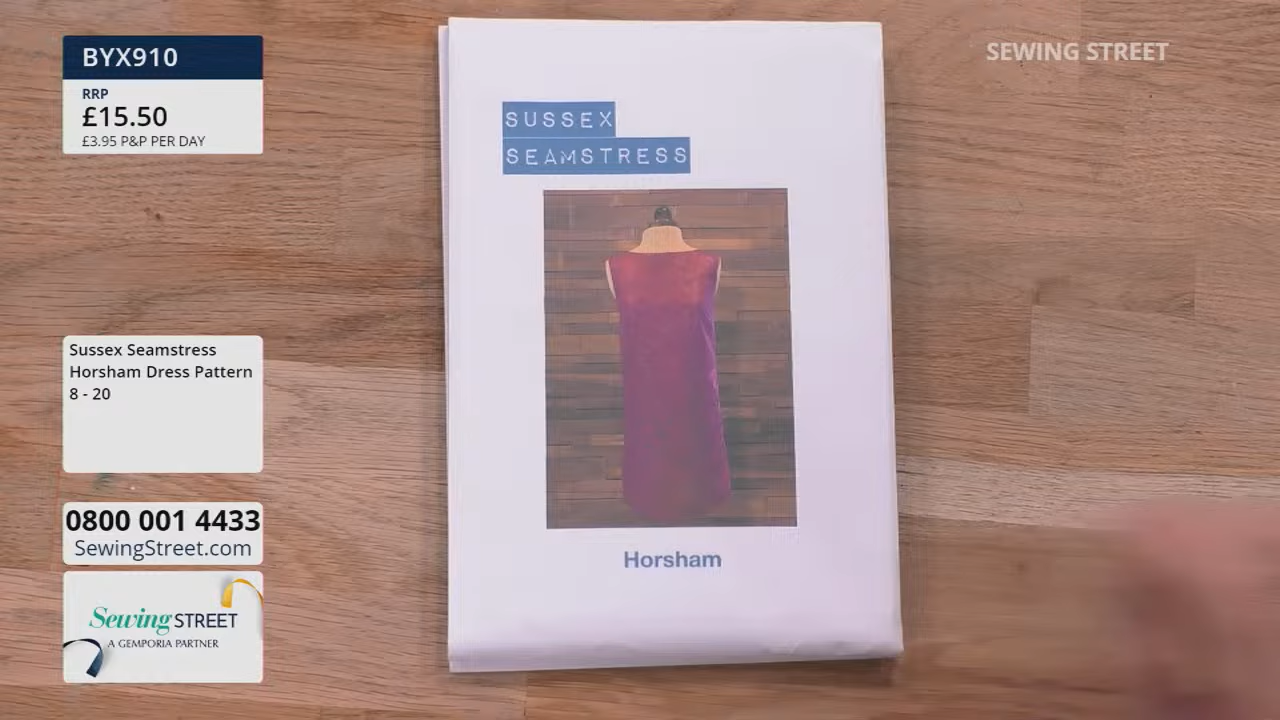 BYX910
RRP
£15.50
£3.95 P&P PER DAY
SEWING STREET
SUSSEX
SEAMSTRESS
Horsham
Sussex Seamstress
Horsham Dress Pattern
8 - 20
0800 001 4433
SewingStreet.com
Sewing STREET
A GEMPORIA PARTNER